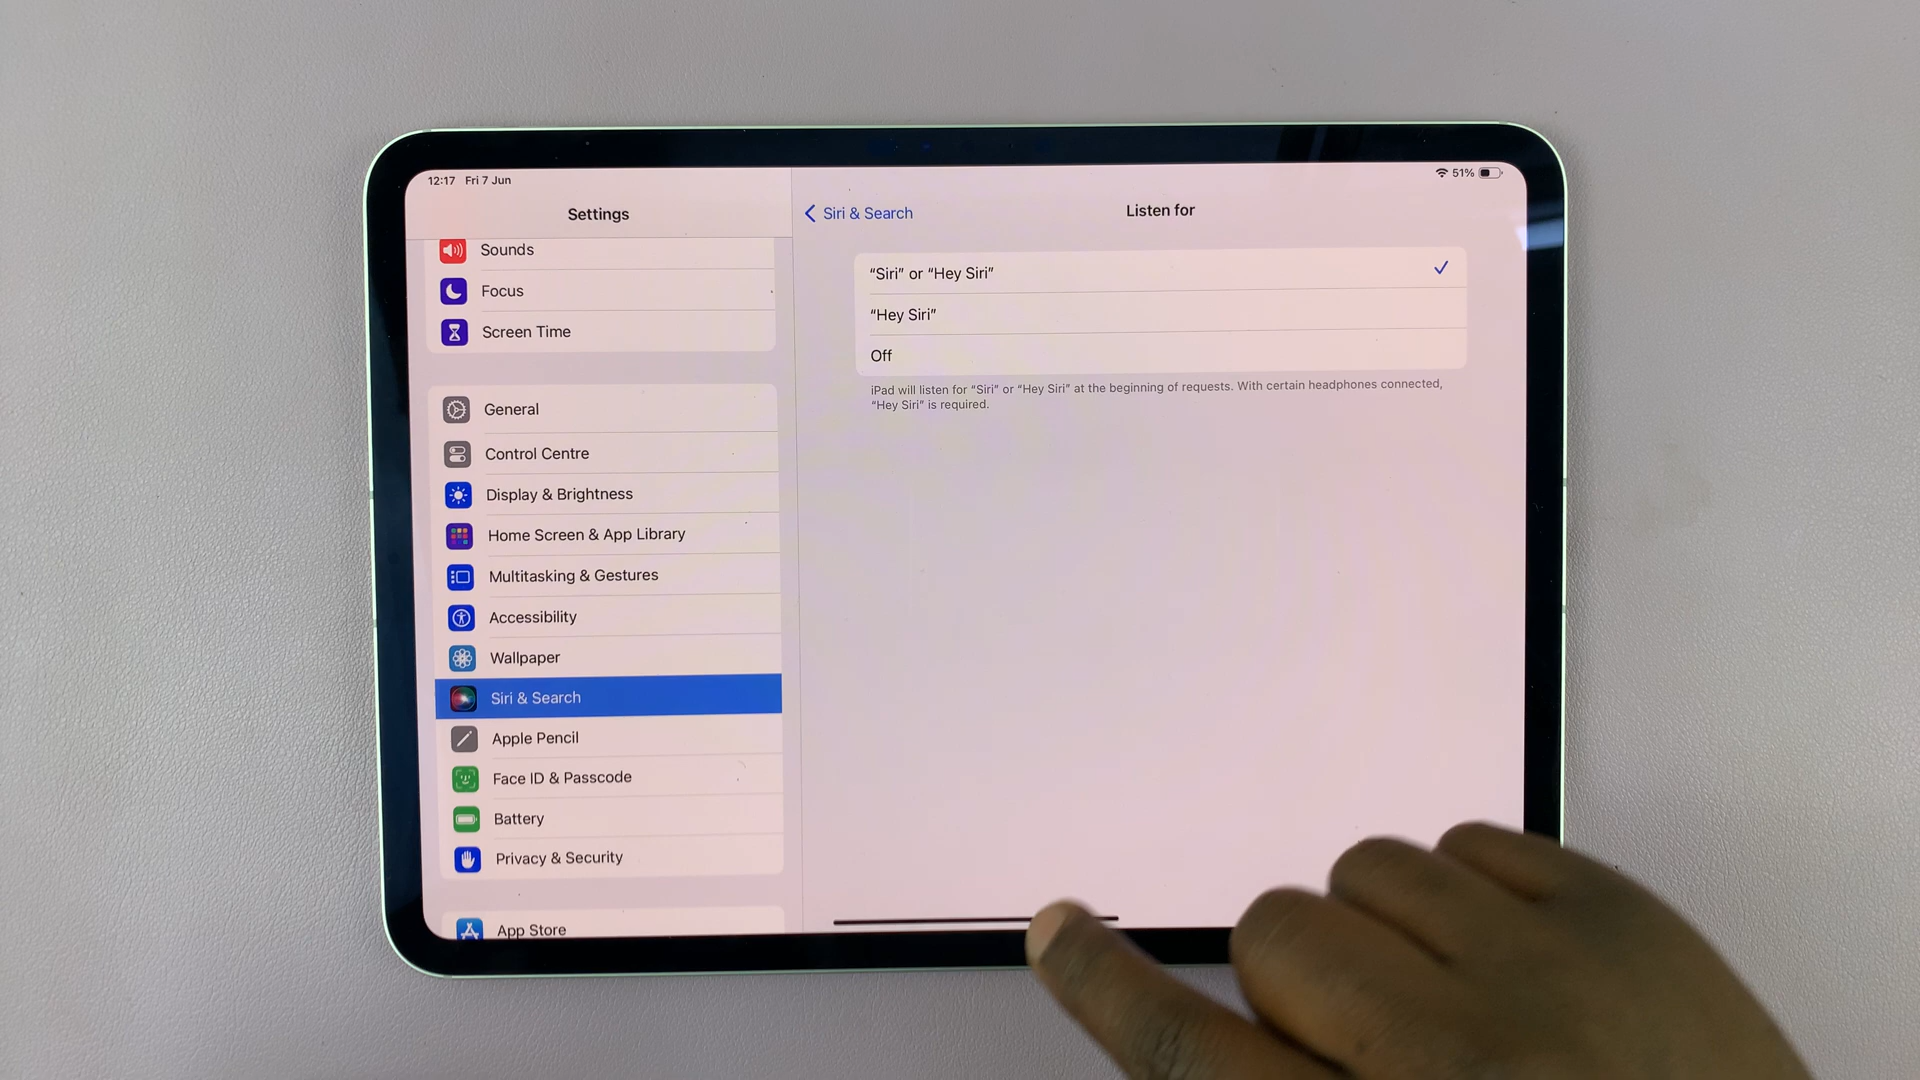 12:17 Fri 7 Jun
51%
Settings
Sounds
Focus
Screen Time
General
Control Centre
Display & Brightness
Home Screen & App Library
Multitasking & Gestures
Accessibility
Wallpaper
Siri & Search
Apple Pencil
Face ID & Passcode
Battery
Privacy & Security
App Store
Siri & Search
Listen for
“Siri” or “Hey Siri”
“Hey Siri”
Off
iPad will listen for “Siri” or “Hey Siri” at the beginning of requests. With certain headphones connected,
“Hey Siri” is required.